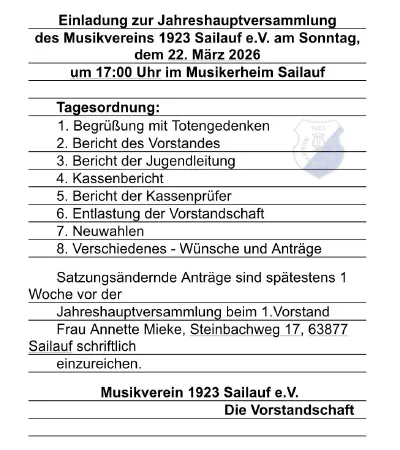 Einladung zur Jahreshauptversammlung
des Musikvereins 1923 Sailauf e.V. am Sonntag,
dem 22. März 2026
um 17:00 Uhr im Musikerheim Sailauf
Tagesordnung:
1. Begrüßung mit Totengedenken
2. Bericht des Vorstandes
3. Bericht der Jugendleitung
4. Kassenbericht
5. Bericht der Kassenprüfer
6. Entlastung der Vorstandschaft
7. Neuwahlen
8. Verschiedenes - Wünsche und Anträge
Satzungsändernde Anträge sind spätestens 1
Woche vor der
Jahreshauptversammlung beim 1.Vorstand
Frau Annette Mieke, Steinbachweg 17, 63877
Sailauf schriftlich
einzureichen.
Musikverein 1923 Sailauf e.V.
Die Vorstandschaft